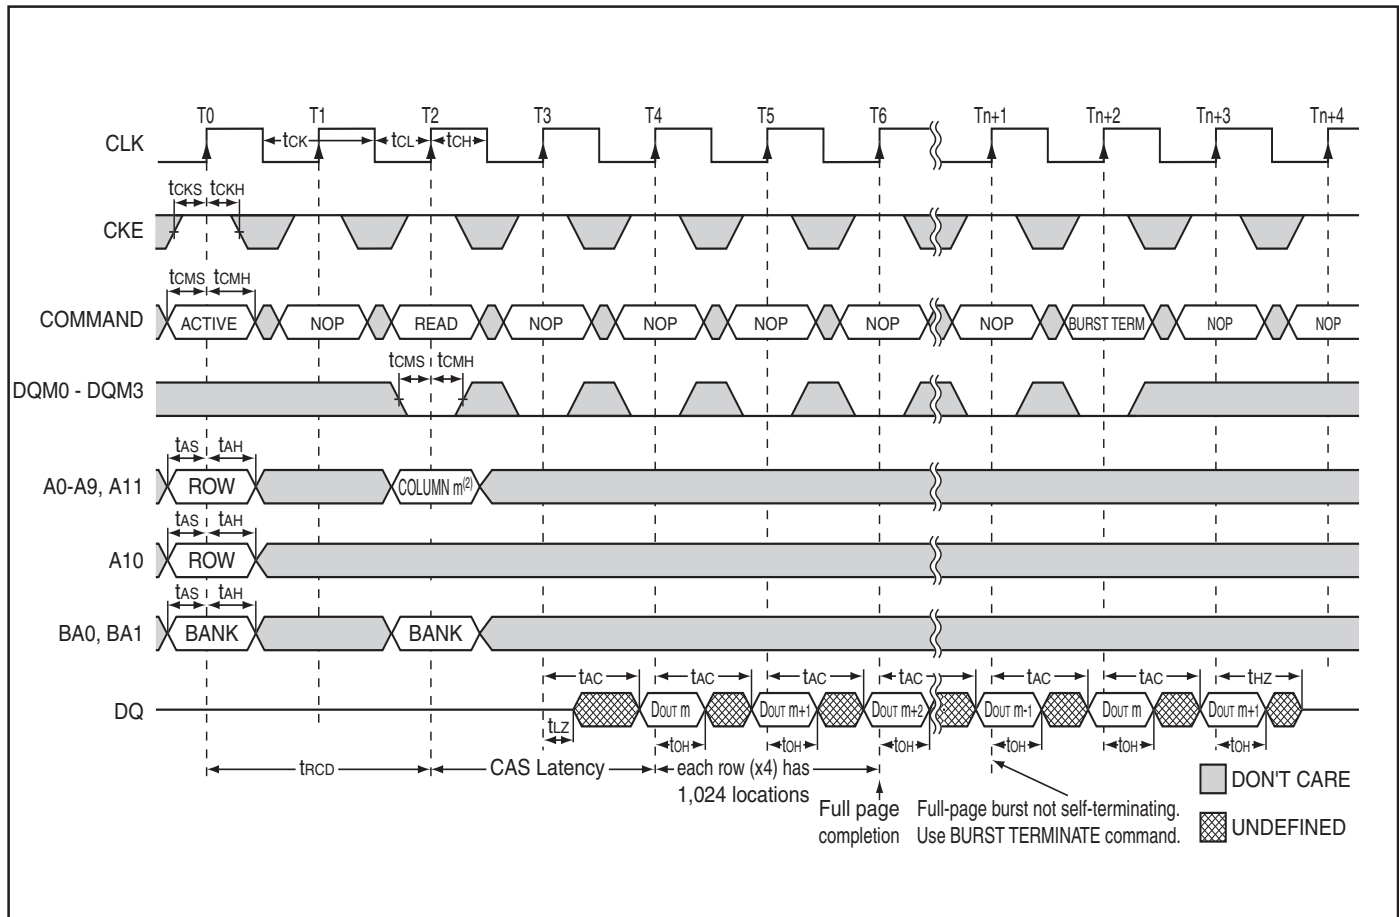 T0 T1 T2 T3 T4 T5 T6 Tn+1 Tn+2 Tn+3 Tn+4
CLK tCK tCL tCH
tCKS tCKH
CKE
tCMS tCMH
COMMAND ACTIVE NOP READ NOP NOP NOP NOP NOP BURST TERM NOP NOP
tCMS tCMH
DQM0 - DQM3
tAS tAH
A0-A9, A11 ROW COLUMN m(2)
tAS tAH
A10 ROW
tAS tAH
BA0, BA1 BANK BANK
tAC tAC tAC tAC tAC tAC tHZ
DQ DOUT m DOUT m+1 DOUT m+2 DOUT m-1 DOUT m DOUT m+1
tLZ tOH tOH tOH tOH tOH tOH
tRCD CAS Latency each row (x4) has
1,024 locations
Full page
completion
Full-page burst not self-terminating.
Use BURST TERMINATE command.
DON'T CARE
UNDEFINED